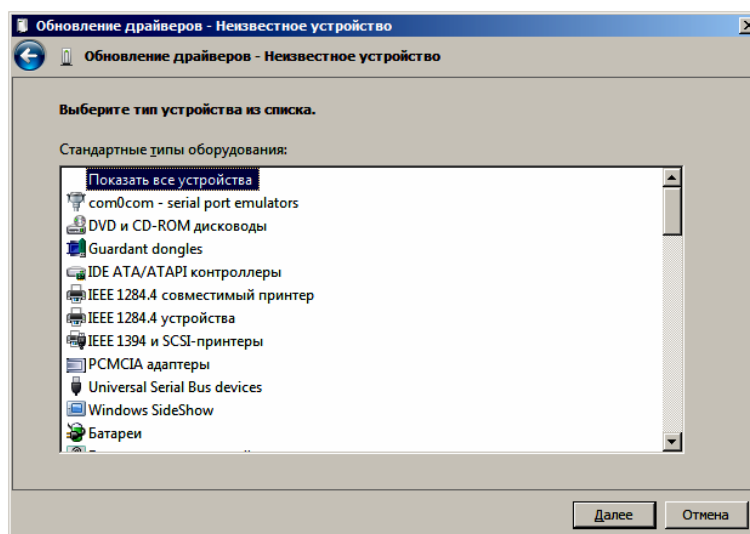 Обновление драйверов - Неизвестное устройство
Обновление драйверов - Неизвестное устройство
Выберите тип устройства из списка.
Стандартные типы оборудования:
Показать все устройства
com0com - serial port emulators
DVD и CD-ROM дисководы
Guardant dongles
IDE ATA/ATAPI контроллеры
IEEE 1284.4 совместимый принтер
IEEE 1284.4 устройства
IEEE 1394 и SCSI-принтеры
PCMCIA адаптеры
Universal Serial Bus devices
Windows SideShow
Батареи
Далее Отмена